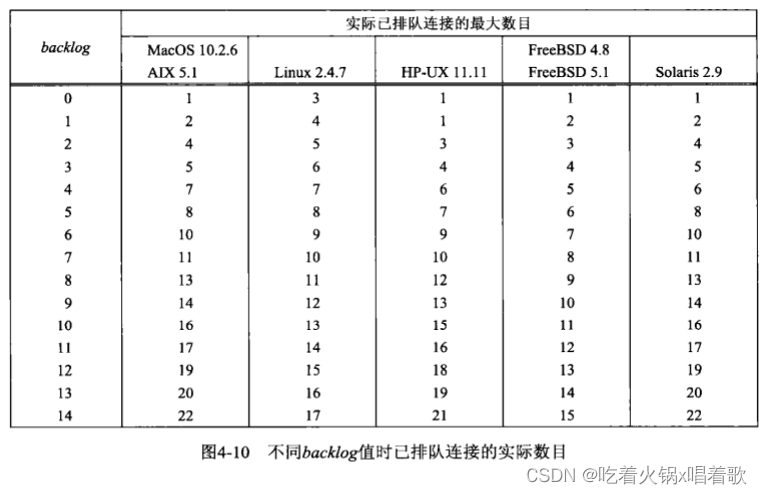 backlog 实际已排队连接的最大数目
MacOS 10.2.6 AIX 5.1 Linux 2.4.7 HP-UX 11.11 FreeBSD 4.8 FreeBSD 5.1 Solaris 2.9
0 1 3 1 1 1
1 2 4 1 2 2
2 4 5 3 3 4
3 5 6 4 4 5
4 7 7 6 5 6
5 8 8 7 6 8
6 10 9 9 7 10
7 11 10 10 8 11
8 13 11 12 9 13
9 14 12 13 10 14
10 16 13 15 11 16
11 17 14 16 12 17
12 19 15 18 13 19
13 20 16 19 14 20
14 22 17 21 15 22
图4-10 不同backlog值时已排队连接的实际数目
CSDN @吃着火锅x唱着歌